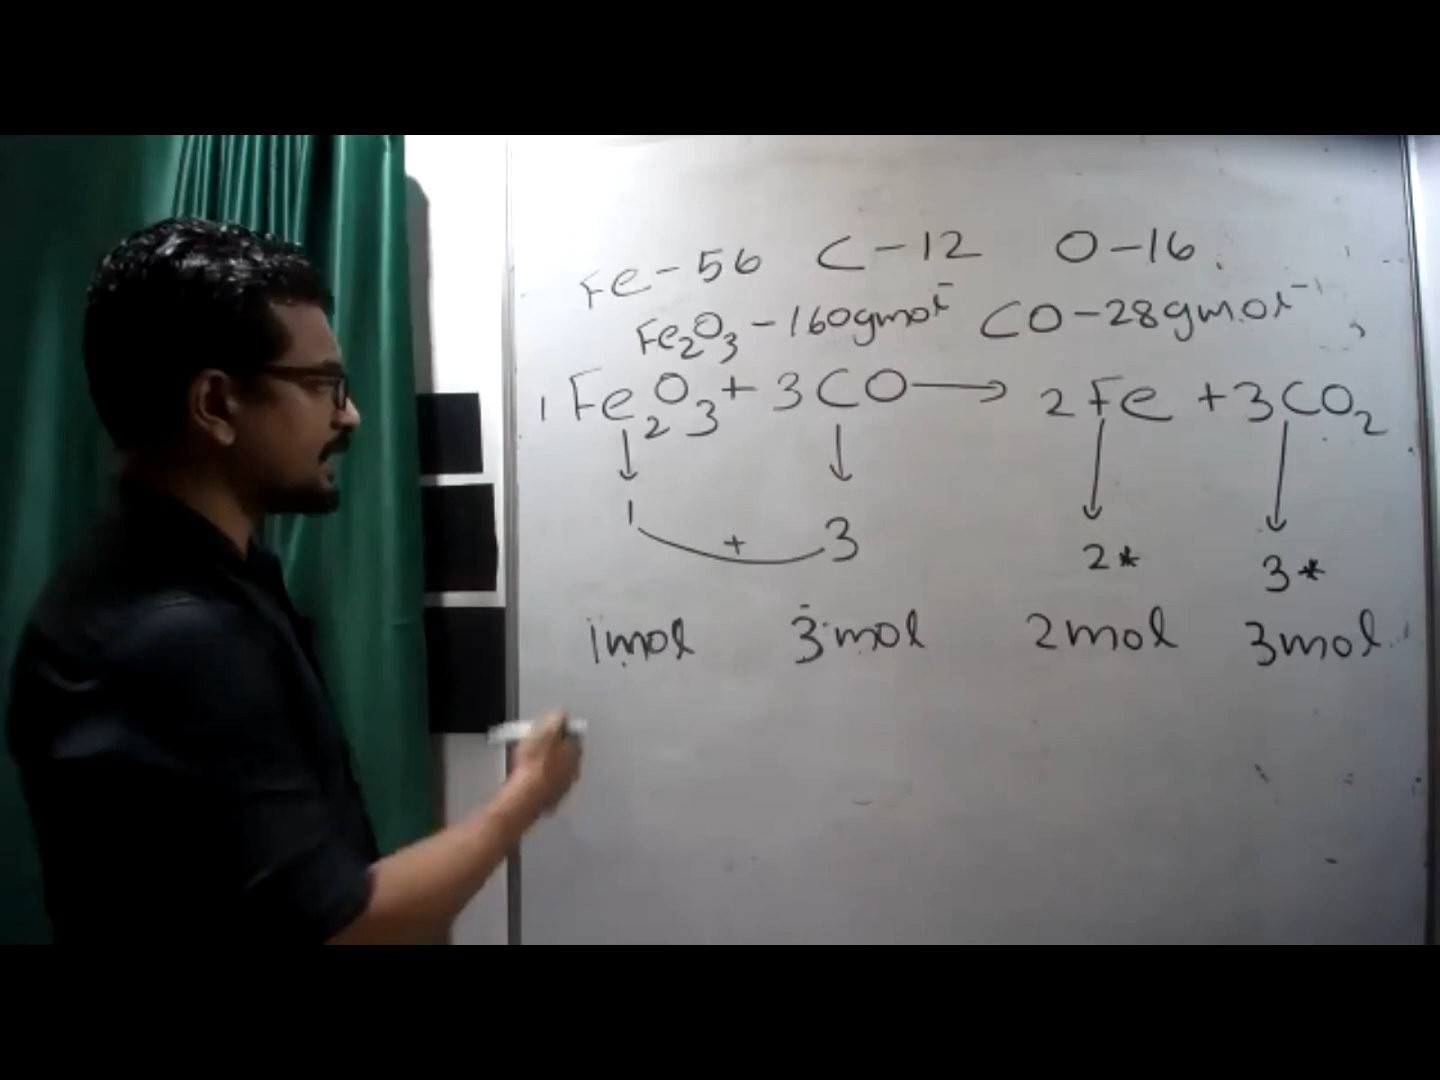 Fe-56 C-12 O-16
Fe₂O₃-160gmol⁻ CO-28gmol⁻¹
1Fe₂O₃+3CO→2Fe+3CO₂
↓ ↓ ↓ ↓
1 + 3 2* 3*
1mol 3mol 2mol 3mol